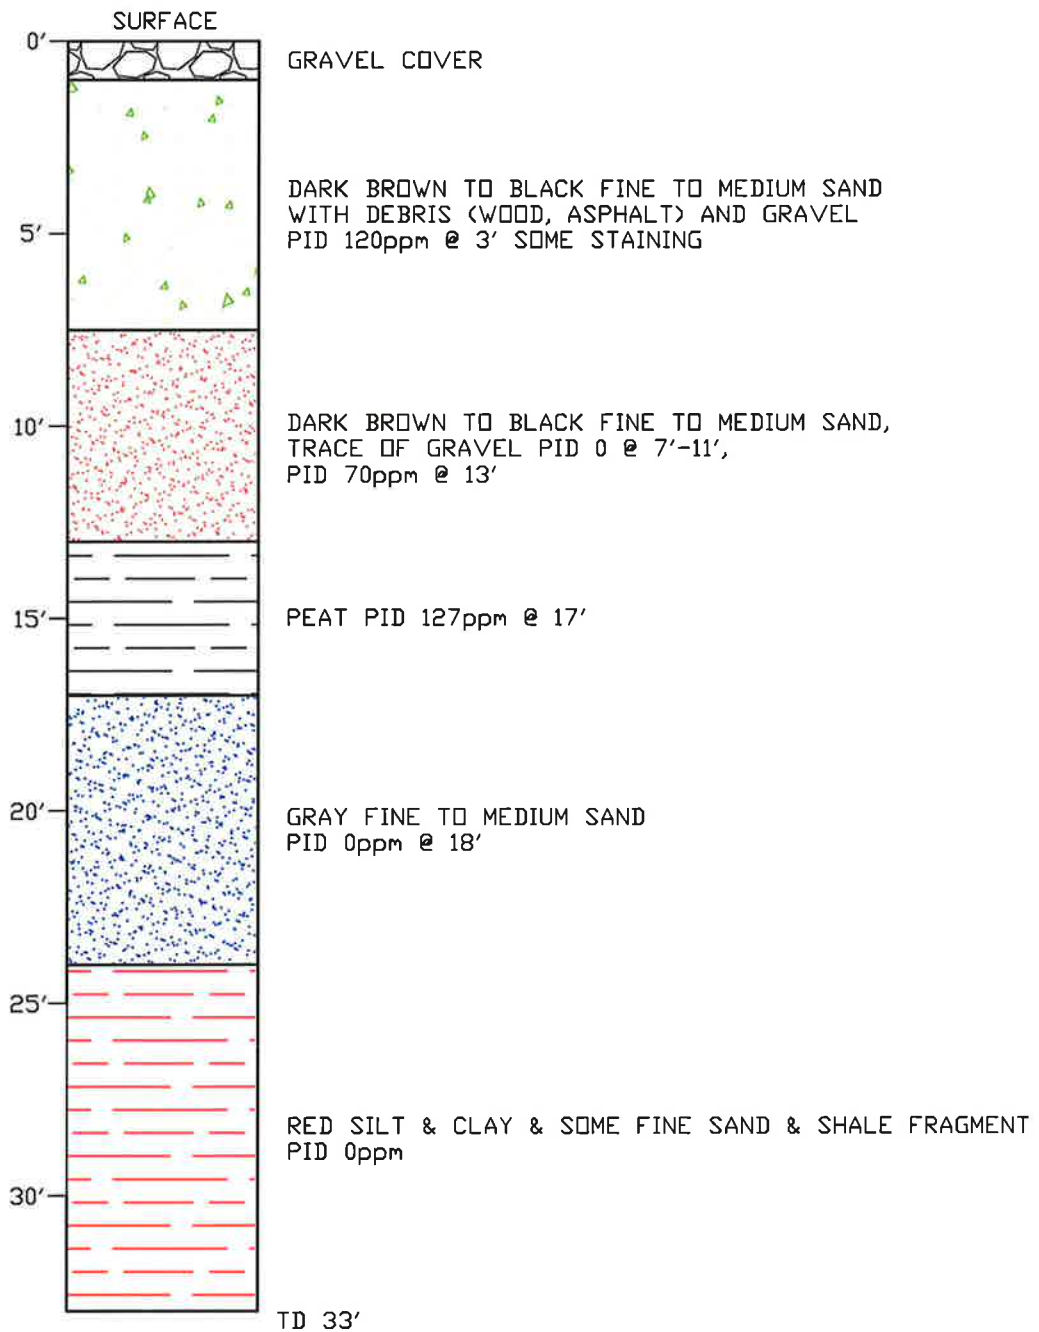 SURFACE
0'
GRAVEL COVER
DARK BROWN TO BLACK FINE TO MEDIUM SAND
WITH DEBRIS (WOOD, ASPHALT) AND GRAVEL
5'
PID 120ppm @ 3' SOME STAINING
10'
DARK BROWN TO BLACK FINE TO MEDIUM SAND,
TRACE OF GRAVEL PID 0 @ 7'-11',
PID 70ppm @ 13'
15'
PEAT PID 127ppm @ 17'
20'
GRAY FINE TO MEDIUM SAND
PID 0ppm @ 18'
25'
RED SILT & CLAY & SOME FINE SAND & SHALE FRAGMENT
PID 0ppm
30'
TD 33'